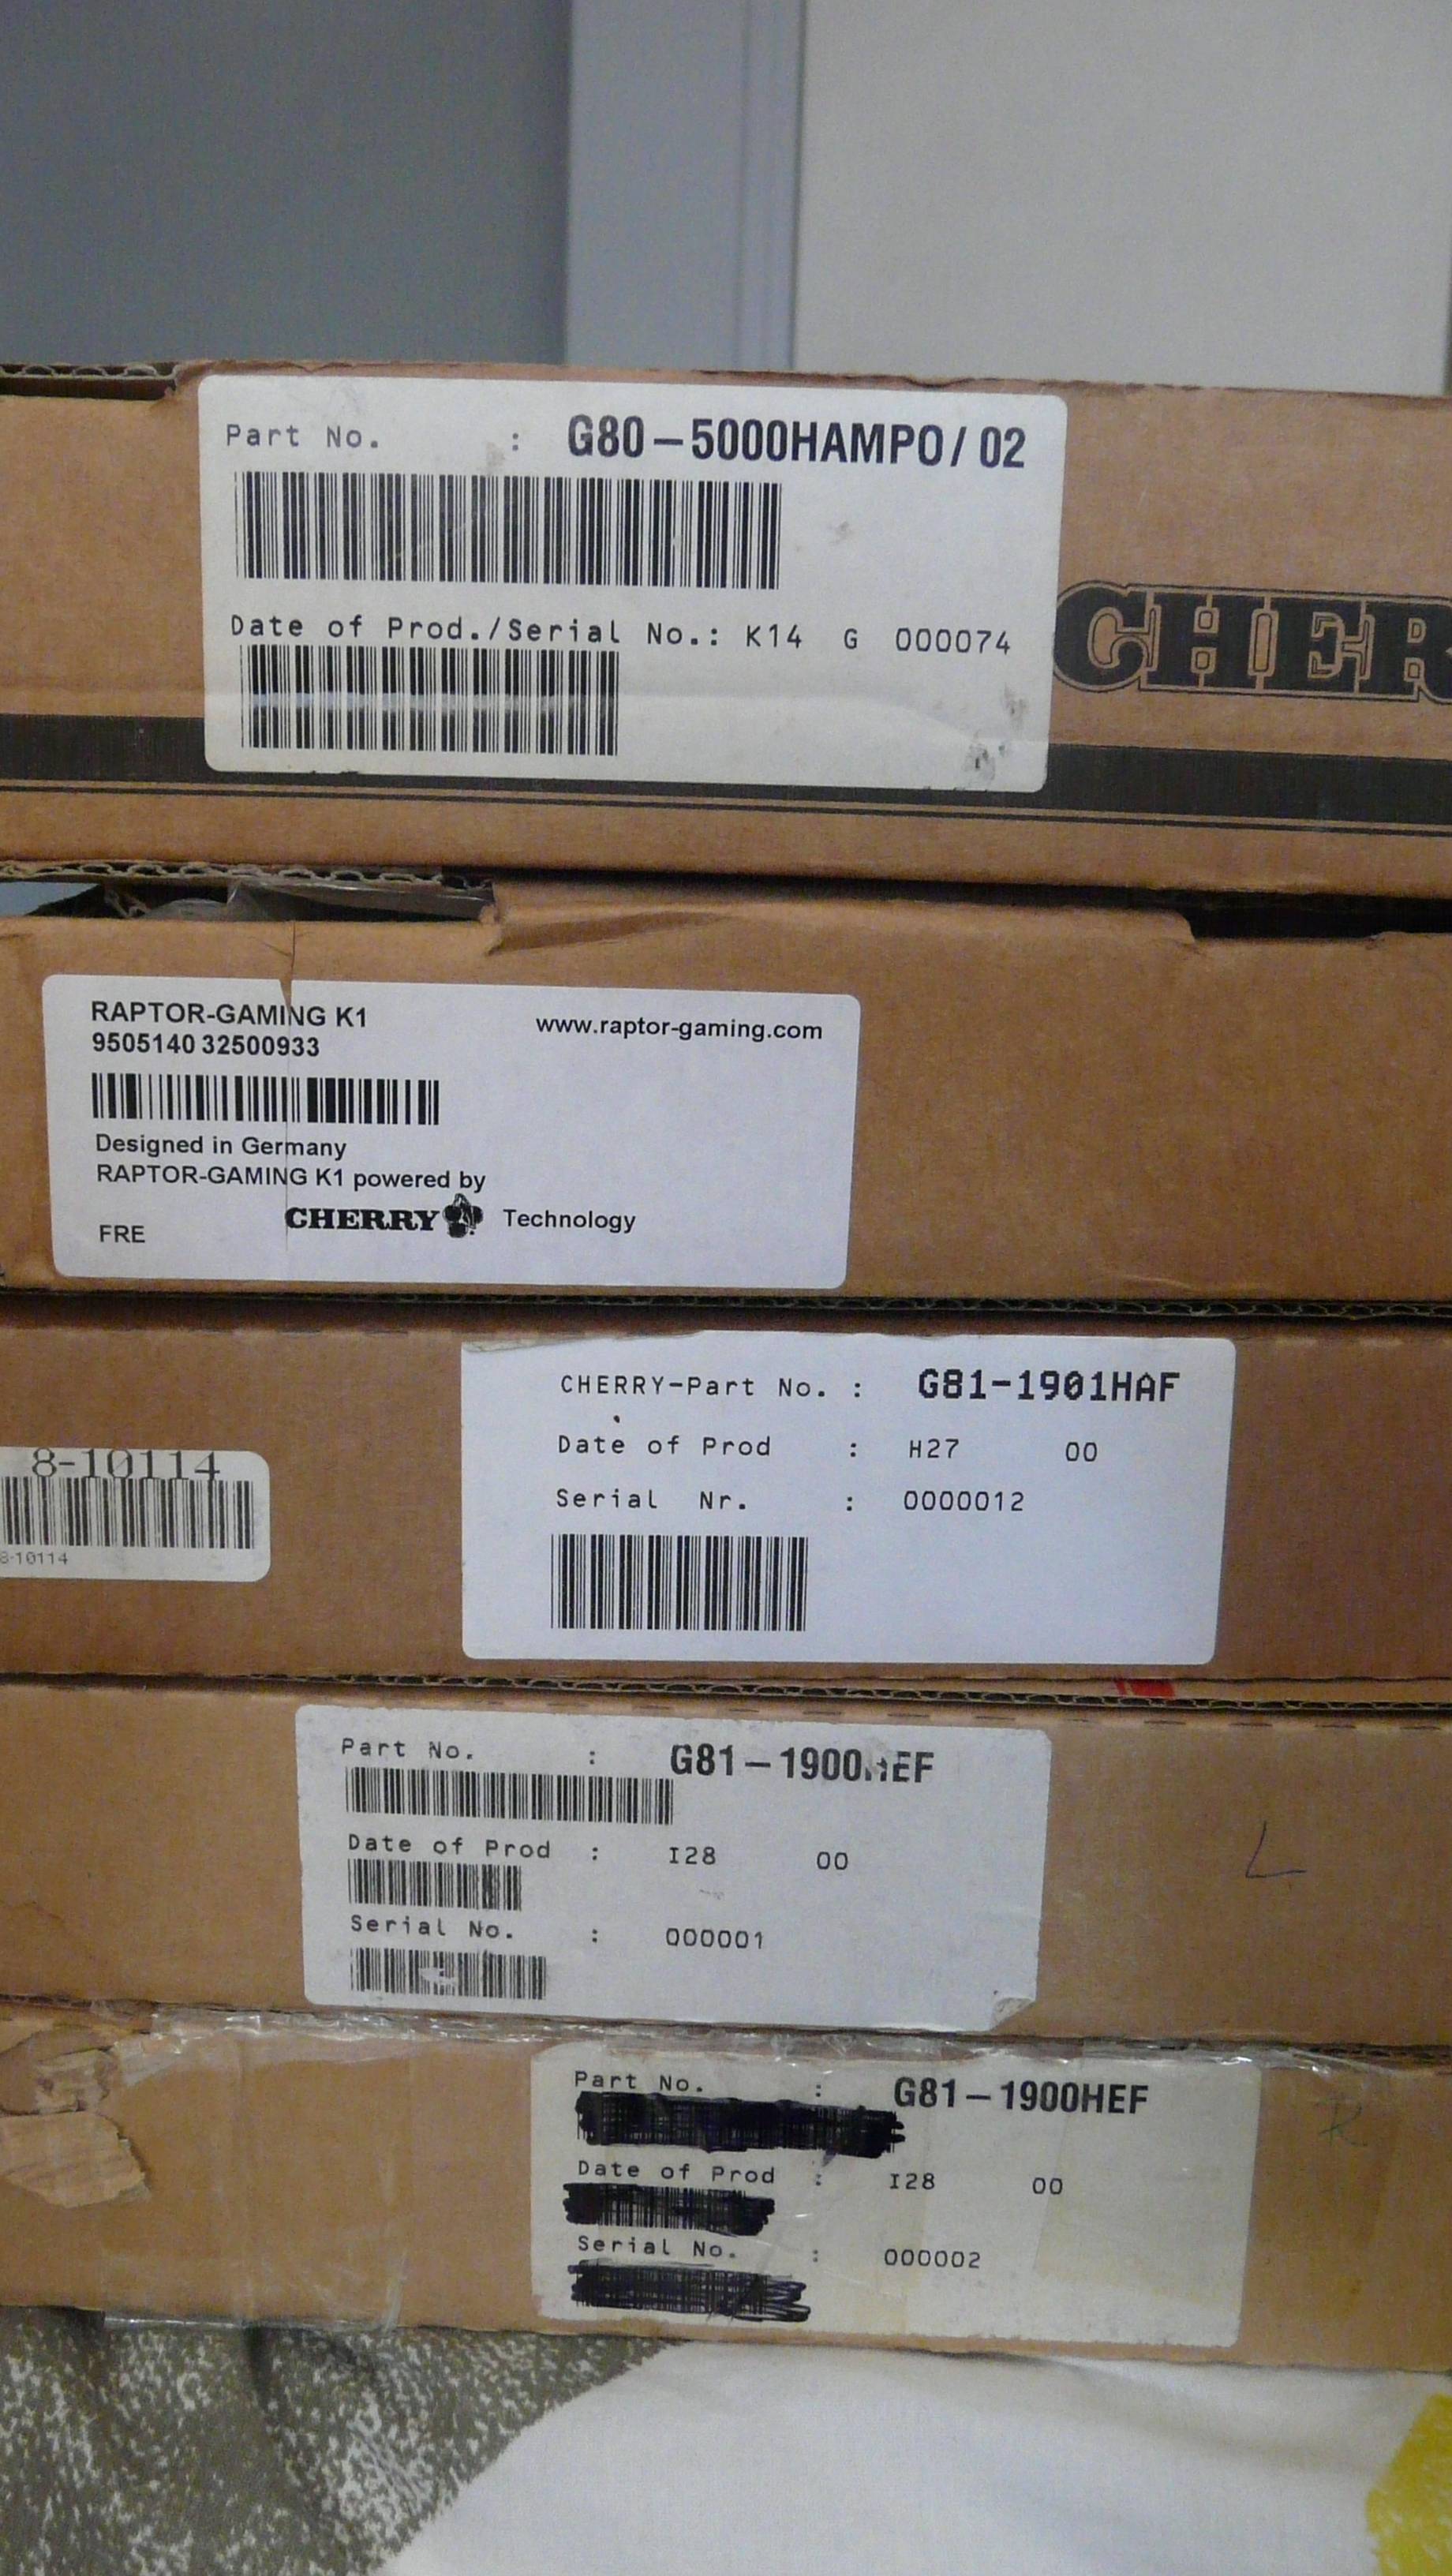 Part No. : G80-5000HAMPO/02
Date of Prod./Serial No.: K14 G 000074
CHER
RAPTOR-GAMING K1
www.raptor-gaming.com
9505140 32500933
Designed in Germany
RAPTOR-GAMING K1 powered by
CHERRY Technology
FRE
8-10114
8-10114
CHERRY-Part No. : G81-1901HAF
Date of Prod : H27 00
Serial Nr. : 0000012
Part No. : G81-1900HEF
Date of Prod : I28 00
Serial No. : 000001
L
Part No. : G81-1900HEF
Date of Prod : I28 00
Serial No. : 000002
R